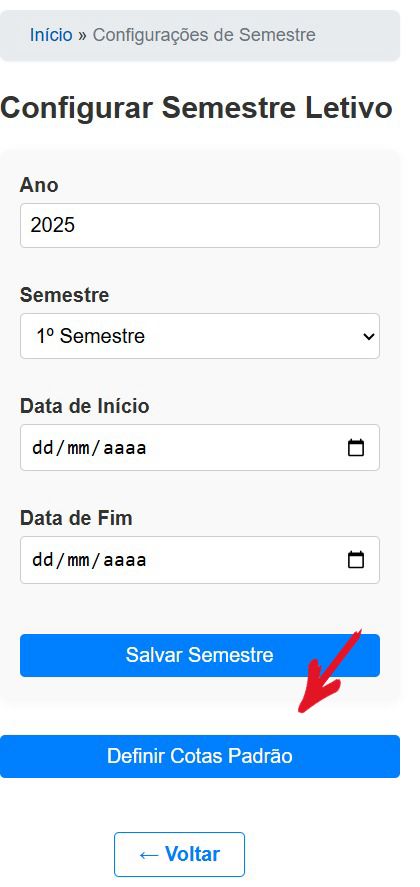 Início » Configurações de Semestre
Configurar Semestre Letivo
Ano
2025
Semestre
1º Semestre
Data de Início
dd/mm/aaaa
Data de Fim
dd/mm/aaaa
Salvar Semestre
Definir Cotas Padrão
← Voltar